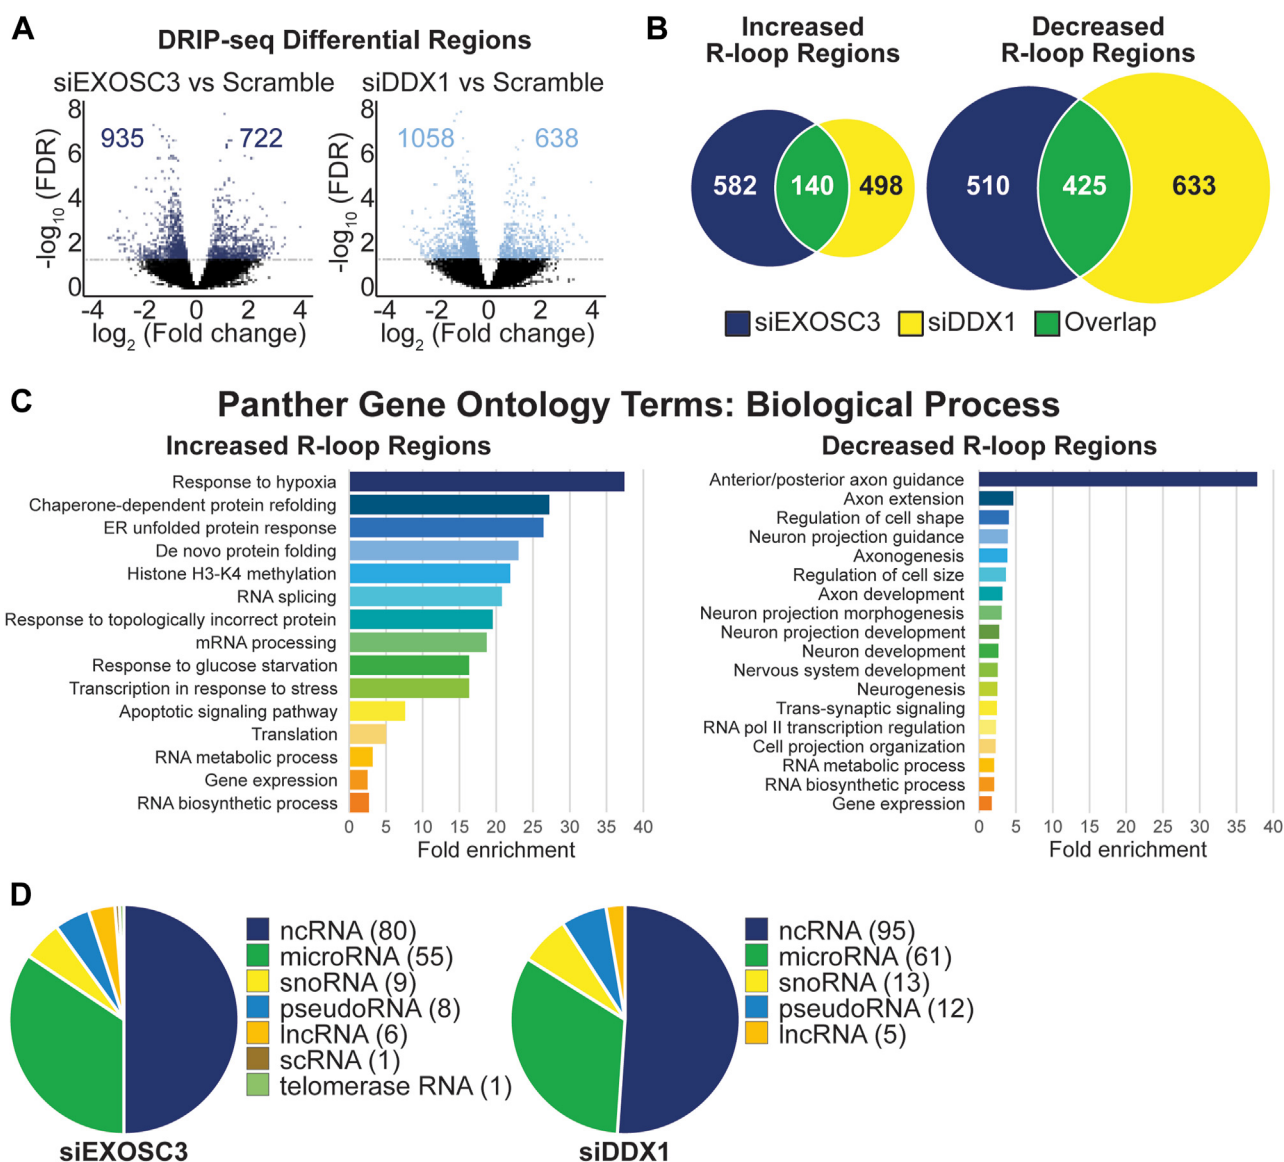 A
DRIP-seq Differential Regions
siEXOSC3 vs Scramble
8
6
4
2
0
-log10 (FDR)
935
722
-4 -2 0 2 4
log2 (Fold change)
siDDX1 vs Scramble
8
6
4
2
0
-log10 (FDR)
1058
638
-4 -2 0 2 4
log2 (Fold change)
B
Increased
R-loop Regions
582 140 498
Decreased
R-loop Regions
510 425 633
siEXOSC3 siDDX1 Overlap
C
Panther Gene Ontology Terms: Biological Process
Increased R-loop Regions
Response to hypoxia
Chaperone-dependent protein refolding
ER unfolded protein response
De novo protein folding
Histone H3-K4 methylation
RNA splicing
Response to topologically incorrect protein
mRNA processing
Response to glucose starvation
Transcription in response to stress
Apoptotic signaling pathway
Translation
RNA metabolic process
Gene expression
RNA biosynthetic process
0 5 10 15 20 25 30 35 40
Fold enrichment
Decreased R-loop Regions
Anterior/posterior axon guidance
Axon extension
Regulation of cell shape
Neuron projection guidance
Axonogenesis
Regulation of cell size
Axon development
Neuron projection morphogenesis
Neuron projection development
Neuron development
Nervous system development
Neurogenesis
Trans-synaptic signaling
RNA pol II transcription regulation
Cell projection organization
RNA metabolic process
RNA biosynthetic process
Gene expression
0 5 10 15 20 25 30 35 40
Fold enrichment
D
ncRNA (80)
microRNA (55)
snoRNA (9)
pseudoRNA (8)
lncRNA (6)
scRNA (1)
telomerase RNA (1)
siEXOSC3
ncRNA (95)
microRNA (61)
snoRNA (13)
pseudoRNA (12)
lncRNA (5)
siDDX1